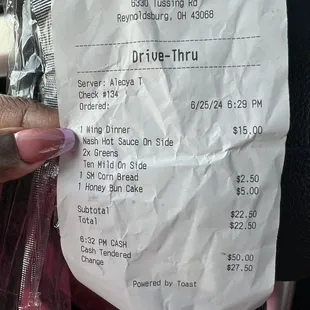 6330 Tussing Rd
Reynoldsburg, OH 43068
Drive-Thru
Server: Alecya T
Check #134
Ordered: 6/25/24 6:29 PM
1 Wing Dinner $15.00
Nash Hot Sauce On Side
2x Greens
Ten Mild On Side
1 SM Corn Bread $2.50
1 Honey Bun Cake $5.00
Subtotal $22.50
Total $22.50
6:32 PM CASH
Cash Tendered $50.00
Change $27.50
Powered by Toast